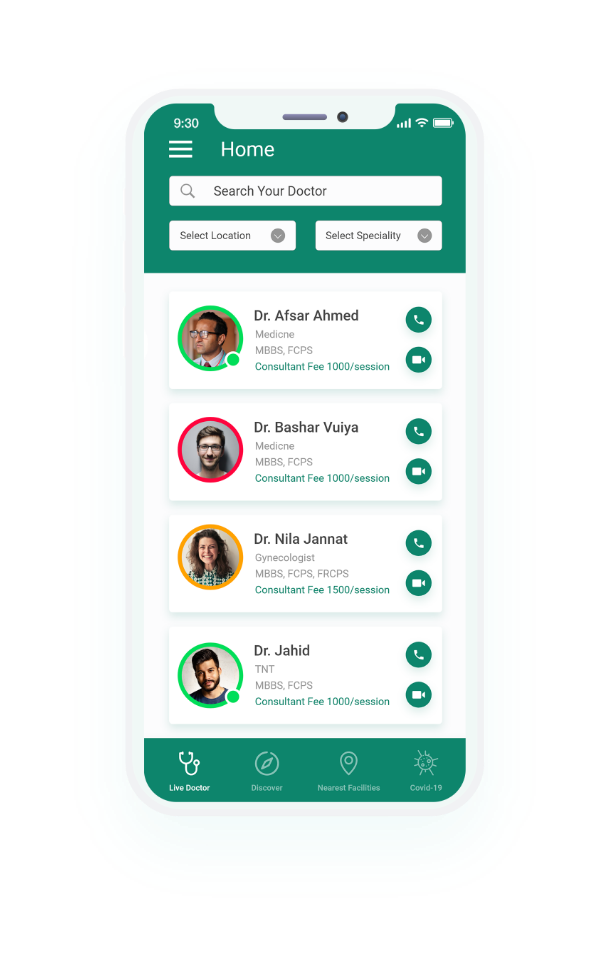 9:30
Home
Search Your Doctor
Select Location
Select Speciality
Dr. Afsar Ahmed
Medicne
MBBS, FCPS
Consultant Fee 1000/session
Dr. Bashar Vuiya
Medicne
MBBS, FCPS
Consultant Fee 1000/session
Dr. Nila Jannat
Gynecologist
MBBS, FCPS, FRCPS
Consultant Fee 1500/session
Dr. Jahid
TNT
MBBS, FCPS
Consultant Fee 1000/session
Live Doctor
Discover
Nearest Facilities
Covid-19